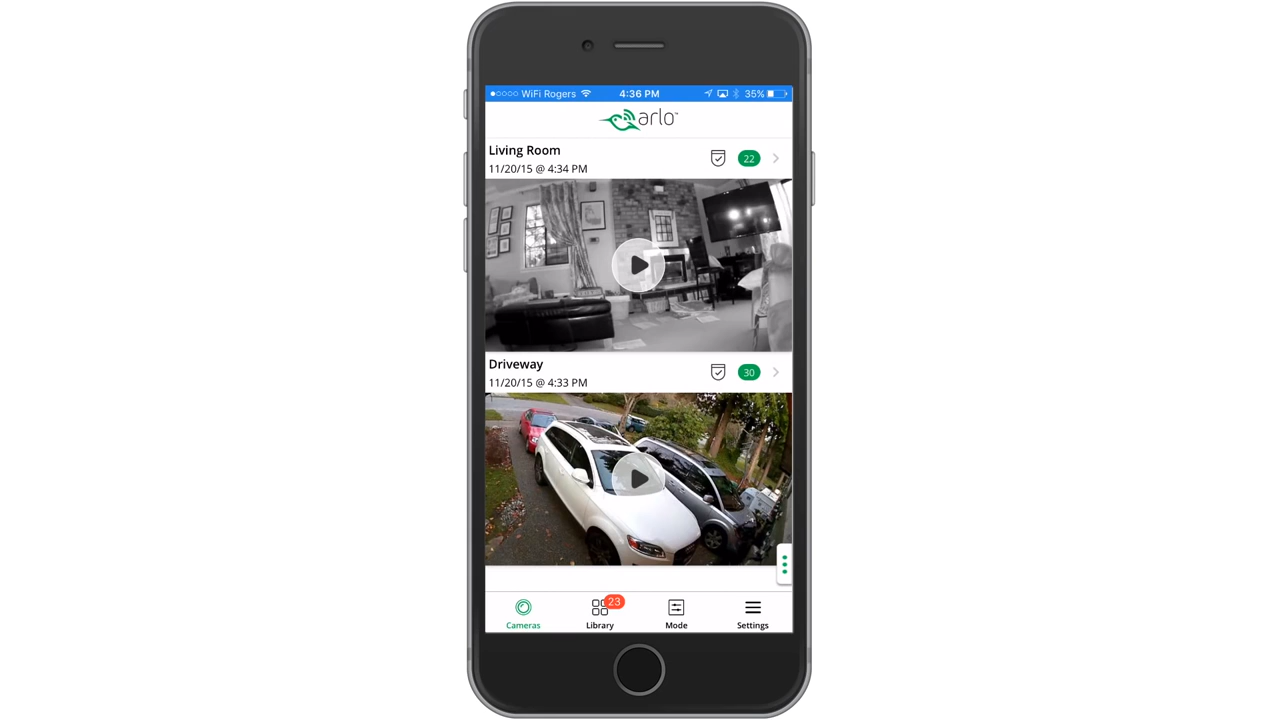 WiFi Rogers 4:36 PM 35%
arlo™
Living Room
11/20/15 @ 4:34 PM
22
Driveway
11/20/15 @ 4:33 PM
30
23
Cameras Library Mode Settings